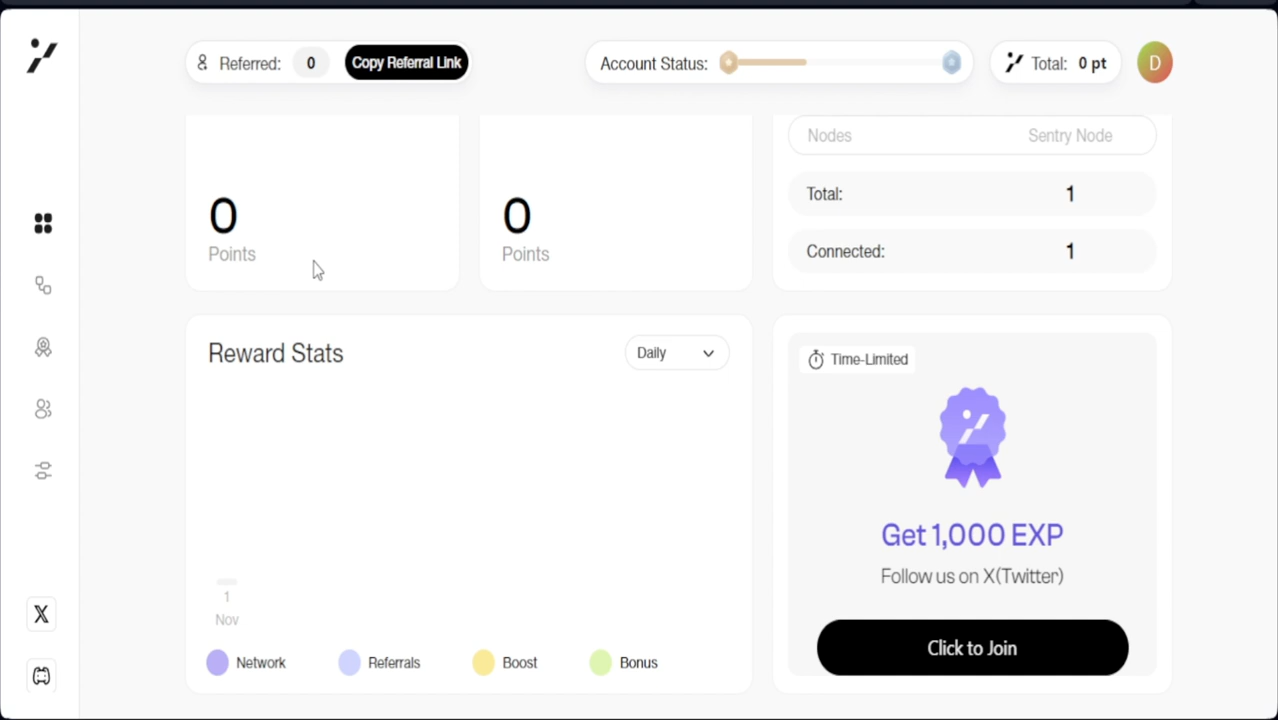 Referred: 0 Copy Referral Link
Account Status:
Total: 0 pt
D
0
Points
0
Points
Nodes Sentry Node
Total: 1
Connected: 1
Reward Stats
Daily
1
Nov
Network Referrals Boost Bonus
Time-Limited
Get 1,000 EXP
Follow us on X(Twitter)
Click to Join
X